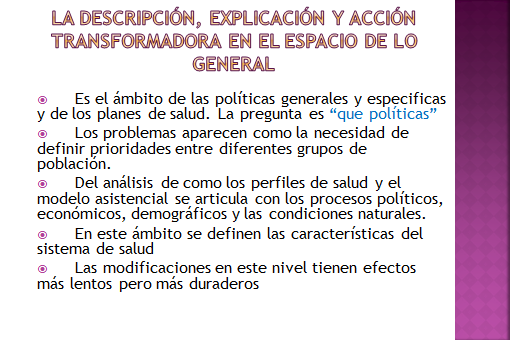 LA DESCRIPCIÓN, EXPLICACIÓN Y ACCIÓN
TRANSFORMADORA EN EL ESPACIO DE LO
GENERAL
Es el ámbito de las políticas generales y especificas
y de los planes de salud. La pregunta es “que políticas”
Los problemas aparecen como la necesidad de
definir prioridades entre diferentes grupos de
población.
Del análisis de como los perfiles de salud y el
modelo asistencial se articula con los procesos políticos,
económicos, demográficos y las condiciones naturales.
En este ámbito se definen las características del
sistema de salud
Las modificaciones en este nivel tienen efectos
más lentos pero más duraderos